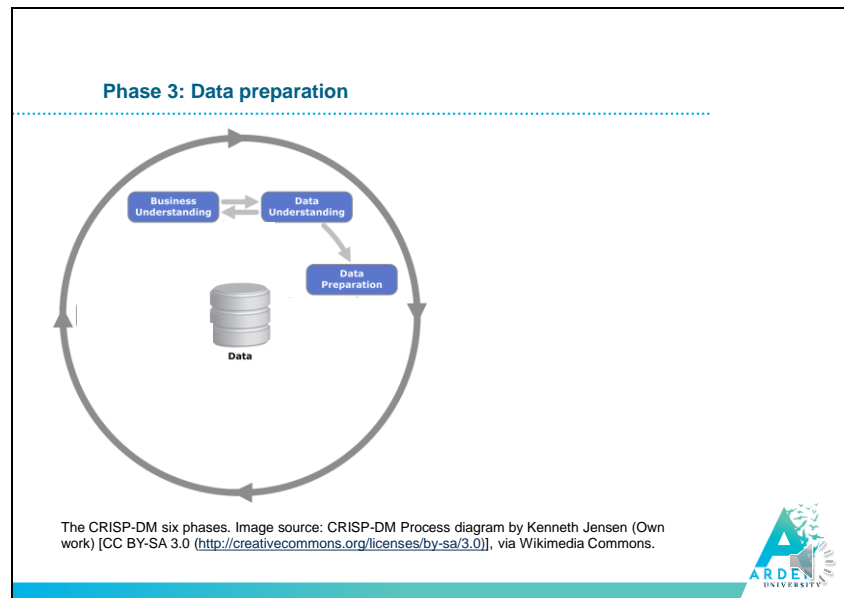 Phase 3: Data preparation
Business
Understanding
Data
Understanding
Data
Preparation
Data
The CRISP-DM six phases. Image source: CRISP-DM Process diagram by Kenneth Jensen (Own
work) [CC BY-SA 3.0 (http://creativecommons.org/licenses/by-sa/3.0)], via Wikimedia Commons.
ARDEN
UNIVERSITY